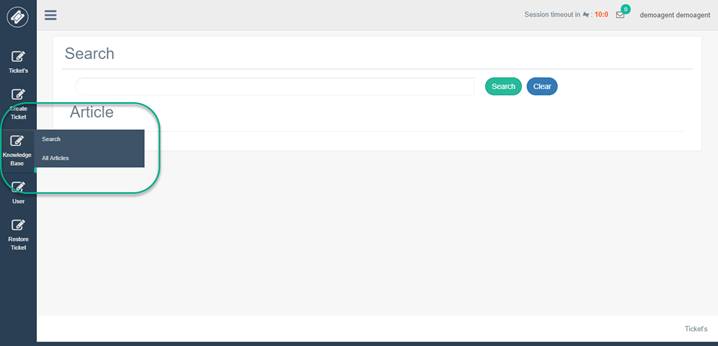 Session timeout in : 10:0
0
demoagent demoagent
Ticket's
Create
Ticket
Knowledge
Base
Search
All Articles
User
Restore
Ticket
Search
Search
Clear
Article
Ticket's